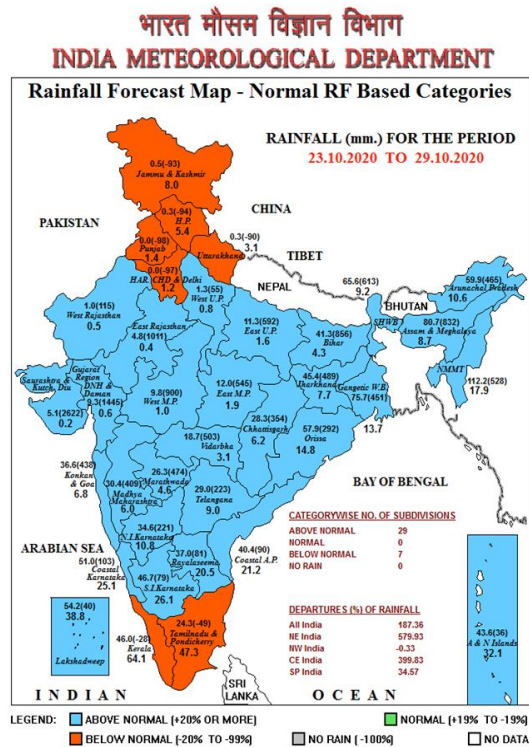 भारत मौसम विज्ञान विभाग
INDIA METEOROLOGICAL DEPARTMENT
Rainfall Forecast Map - Normal RF Based Categories
RAINFALL (mm.) FOR THE PERIOD
23.10.2020 TO 29.10.2020
0.5(-93)
Jammu & Kashmir
8.0
CHINA
PAKISTAN
0.3(-94)
H.P.
5.4
0.0(-98)
Punjab
1.4
0.3(-90)
Uttarakhand
3.1
TIBET
0.0(-97)
HAR. CHD & Delhi
1.2
NEPAL
1.3(55)
West U.P.
0.8
65.6(613)
9.2
SHWB
BHUTAN
59.9(465)
Arunachal Pradesh
10.6
1.0(115)
West Rajasthan
0.5
East Rajasthan
4.8(1011)
0.4
11.3(592)
East U.P.
1.6
41.3(856)
Bihar
4.3
80.7(832)
Assam & Meghalaya
8.7
NMMT
112.2(528)
17.9
Gujarat
Region
DNH &
Daman
9.3(1445)
0.6
Saurashtra &
Kutch, Diu
5.1(2622)
0.2
9.8(900)
West M.P.
1.0
12.0(545)
East M.P.
1.9
45.4(489)
Jharkhand
7.7
Gangetic W.B.
75.7(451)
13.7
28.3(354)
Chhattisgarh
6.2
57.9(292)
Orissa
14.8
18.7(503)
Vidarbha
3.1
36.6(438)
Konkan
& Goa
6.8
30.4(409)
Madhya
Maharashtra
6.0
26.3(474)
Marathwada
4.6
29.0(223)
Telangana
9.0
BAY OF BENGAL
ARABIAN SEA
34.6(221)
N.I.Karnataka
10.8
51.0(103)
Coastal
Karnataka
25.1
37.0(81)
Rayalaseema
20.5
40.4(90)
Coastal A.P.
21.2
46.7(79)
S.I.Karnataka
26.1
CATEGORYWISE NO. OF SUBDIVISIONS
ABOVE NORMAL 29
NORMAL 0
BELOW NORMAL 7
NO RAIN 0
DEPARTURES (%) OF RAINFALL
All India 187.36
NE India 579.93
NW India -0.33
CE India 399.83
SP India 34.57
54.2(40)
38.8
Lakshadweep
46.0(-28)
Kerala
64.1
24.3(-49)
Tamilnadu &
Pondicherry
47.3
43.6(36)
A & N Islands
32.1
SRI
LANKA
INDIAN OCEAN
LEGEND: ABOVE NORMAL (+20% OR MORE) NORMAL (+19% TO -19%)
BELOW NORMAL (-20% TO -99%) NO RAIN (-100%) NO DATA